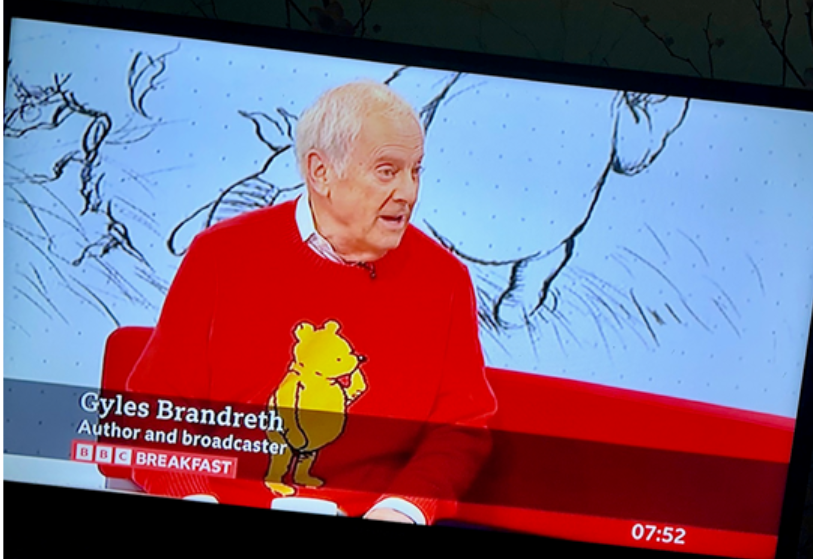 Gyles Brandreth
Author and broadcaster
BBC BREAKFAST
07:52